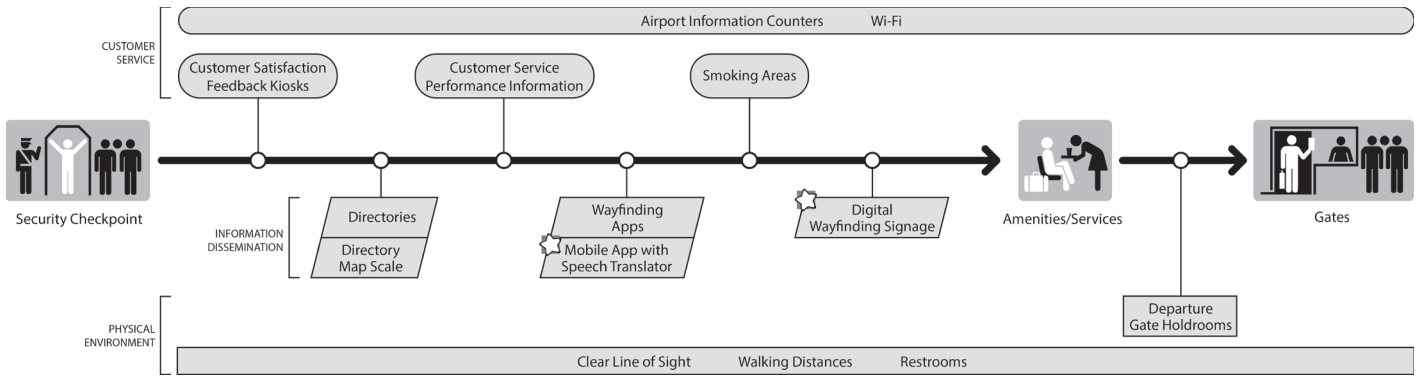 Airport Information Counters Wi-Fi
CUSTOMER
SERVICE
Customer Satisfaction
Feedback Kiosks
Customer Service
Performance Information
Smoking Areas
Security Checkpoint
Amenities/Services
Gates
INFORMATION
DISSEMINATION
Directories
Directory
Map Scale
Wayfinding
Apps
Mobile App with
Speech Translator
Digital
Wayfinding Signage
Departure
Gate Holdrooms
PHYSICAL
ENVIRONMENT
Clear Line of Sight Walking Distances Restrooms